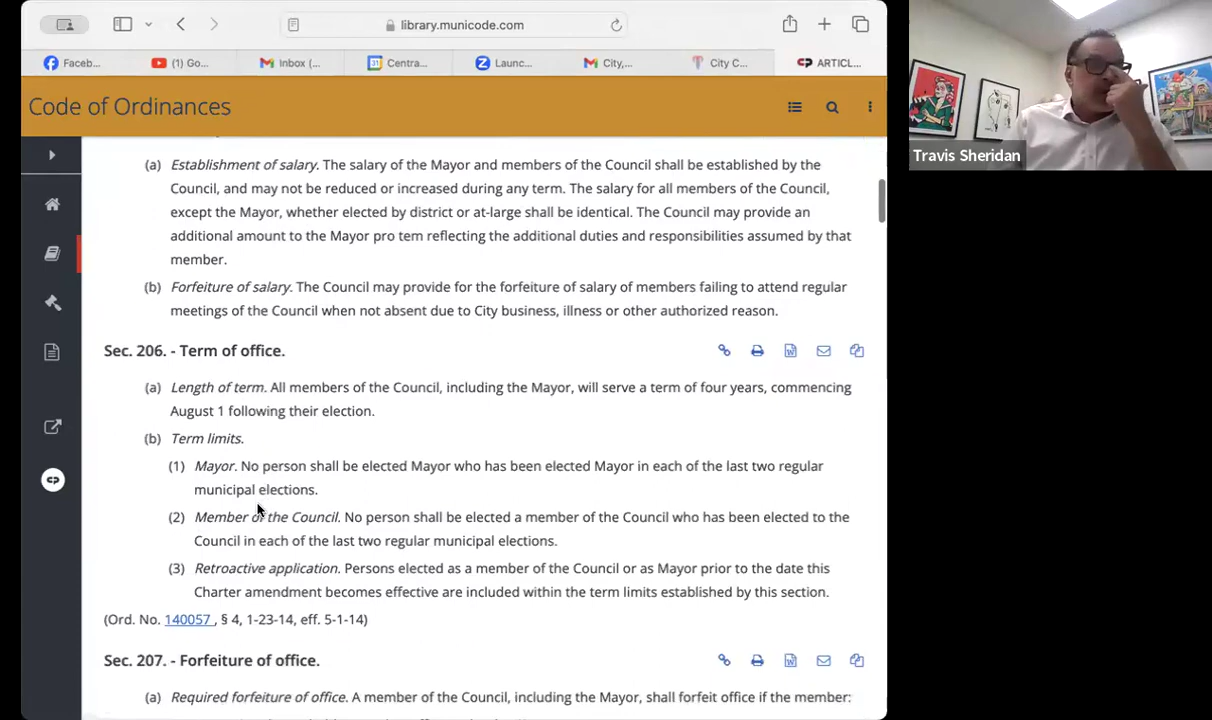 library.municode.com
Faceb...
(1) Go...
Inbox (...
Centra...
Launc...
City,...
City C...
ARTICL...
Code of Ordinances
(a) Establishment of salary. The salary of the Mayor and members of the Council shall be established by the
Council, and may not be reduced or increased during any term. The salary for all members of the Council,
except the Mayor, whether elected by district or at-large shall be identical. The Council may provide an
additional amount to the Mayor pro tem reflecting the additional duties and responsibilities assumed by that
member.
(b) Forfeiture of salary. The Council may provide for the forfeiture of salary of members failing to attend regular
meetings of the Council when not absent due to City business, illness or other authorized reason.
Sec. 206. - Term of office.
(a) Length of term. All members of the Council, including the Mayor, will serve a term of four years, commencing
August 1 following their election.
(b) Term limits.
(1) Mayor. No person shall be elected Mayor who has been elected Mayor in each of the last two regular
municipal elections.
(2) Member of the Council. No person shall be elected a member of the Council who has been elected to the
Council in each of the last two regular municipal elections.
(3) Retroactive application. Persons elected as a member of the Council or as Mayor prior to the date this
Charter amendment becomes effective are included within the term limits established by this section.
(Ord. No. 140057 , § 4, 1-23-14, eff. 5-1-14)
Sec. 207. - Forfeiture of office.
(a) Required forfeiture of office. A member of the Council, including the Mayor, shall forfeit office if the member:
Travis Sheridan